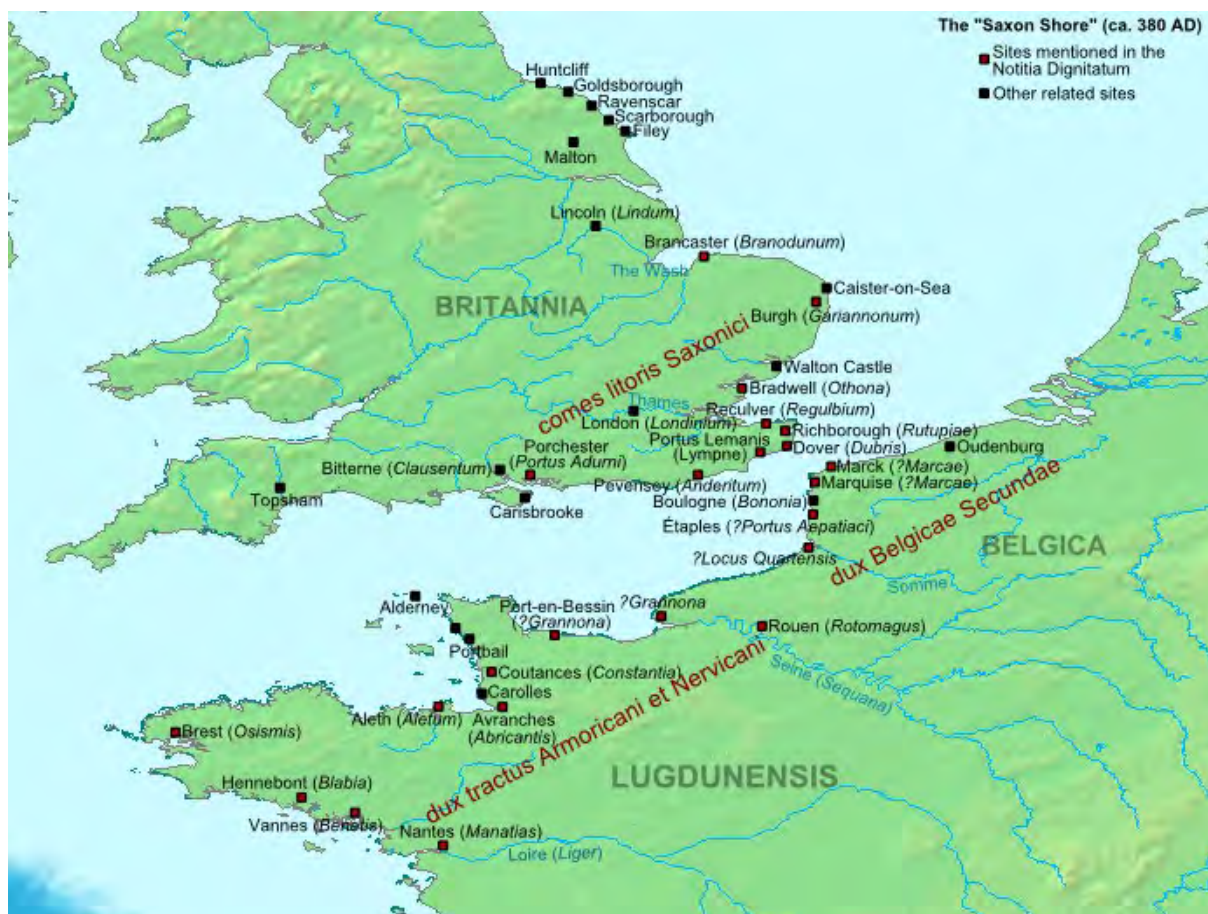 The "Saxon Shore" (ca. 380 AD)
Sites mentioned in the
Notitia Dignitatum
Other related sites
Huntcliff
Goldsborough
Ravenscar
Scarborough
Filey
Malton
Lincoln (Lindum)
Brancaster (Branodunum)
The Wash
BRITANNIA
Caister-on-Sea
Burgh (Gariannonum)
comes litoris Saxonici
Walton Castle
Bradwell (Othona)
Thames
London (Londinium)
Reculver (Regulbium)
Richborough (Rutupiae)
Portus Lemanis
(Lympne)
Dover (Dubris)
Oudenburg
Porchester
(Portus Adurni)
Bitterne (Clausentum)
Topsham
Carisbrooke
Pevensey (Anderitum)
Marck (?Marcae)
Marquise (?Marcae)
Boulogne (Bononia)
Étaples (?Portus Aepatiaci)
?Locus Quartensis
dux Belgicae Secundae
BELGICA
Somme
Alderney
Port-en-Bessin
(?Grannona)
?Grannona
Rouen (Rotomagus)
Portbail
Seine (Sequana)
Coutances (Constantia)
Carolles
Avranches
(Abricantis)
Aleth (Aletum)
Brest (Osismis)
dux tractus Armoricani et Nervicani
LUGDUNENSIS
Hennebont (Blabia)
Vannes (Benetis)
Nantes (Manatias)
Loire (Liger)